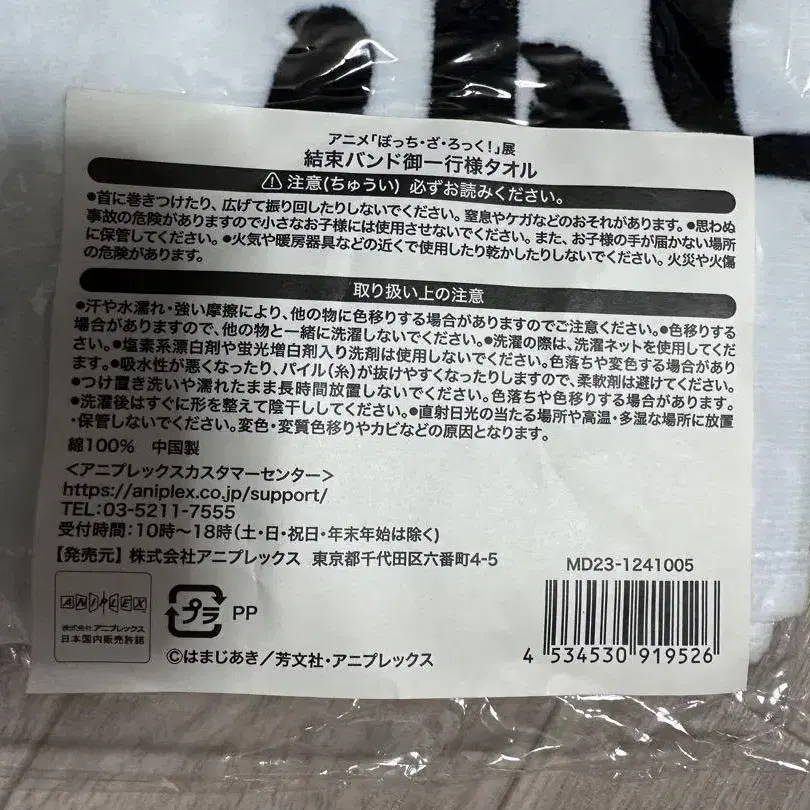 アニメ「ぼっち・ざ・ろっく!」展
結束バンド御一行様タオル
⚠注意(ちゅうい) 必ずお読みください。
●首に巻きつけたり、広げて振り回したりしないでください。窒息やケガなどのおそれがあります。●思わぬ
事故の危険がありますので小さなお子様には使用させないでください。また、お子様の手が届かない場所
に保管してください。●火気や暖房器具などの近くで使用したり乾かしたりしないでください。火災や火傷
の危険があります。
取り扱い上の注意
●汗や水濡れ・強い摩擦により、他の物に色移りする場合がありますのでご注意ください。●色移りする
場合がありますので、他の物と一緒に洗濯しないでください。●洗濯の際は、洗濯ネットを使用してくだ
さい。●塩素系漂白剤や蛍光増白剤入り洗剤は使用しないでください。色落ちや変色する場合があり
ます。●吸水性が悪くなったり、パイル(糸)が抜けやすくなったりしますので、柔軟剤は避けてください。
●つけ置き洗いや濡れたまま長時間放置しないでください。色落ちや色移りする場合があります。
●洗濯後はすぐに形を整えて陰干ししてください。●直射日光の当たる場所や高温・多湿な場所に放置
・保管しないでください。変色・変質色移りやカビなどの原因となります。
綿100% 中国製
<アニプレックスカスタマーセンター>
https://aniplex.co.jp/support/
TEL:03-5211-7555
受付時間:10時～18時(土・日・祝日・年末年始は除く)
【発売元】株式会社アニプレックス 東京都千代田区六番町4-5
MD23-1241005
ANIPLEX
株式会社アニプレックス
日本国内販売許諾
プラ PP
©はまじあき/芳文社・アニプレックス
4 534530 919526